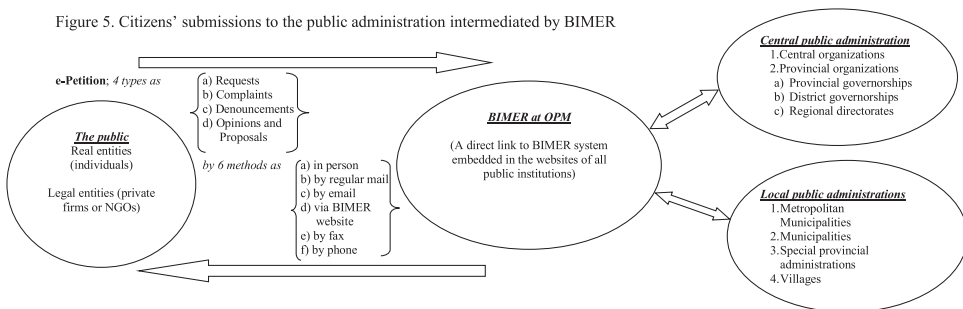 Figure 5. Citizens' submissions to the public administration intermediated by BIMER
e-Petition; 4 types as
a) Requests
b) Complaints
c) Denouncements
d) Opinions and
Proposals
The public
Real entities
(individuals)
Legal entities (private
firms or NGOs)
by 6 methods as
a) in person
b) by regular mail
c) by email
d) via BIMER
website
e) by fax
f) by phone
BIMER at OPM
(A direct link to BIMER system
embedded in the websites of all
public institutions)
Central public administration
1.Central organizations
2.Provincial organizations
a) Provincial governorships
b) District governorships
c) Regional directorates
Local public administrations
1.Metropolitan
Municipalities
2.Municipalities
3.Special provincial
administrations
4.Villages